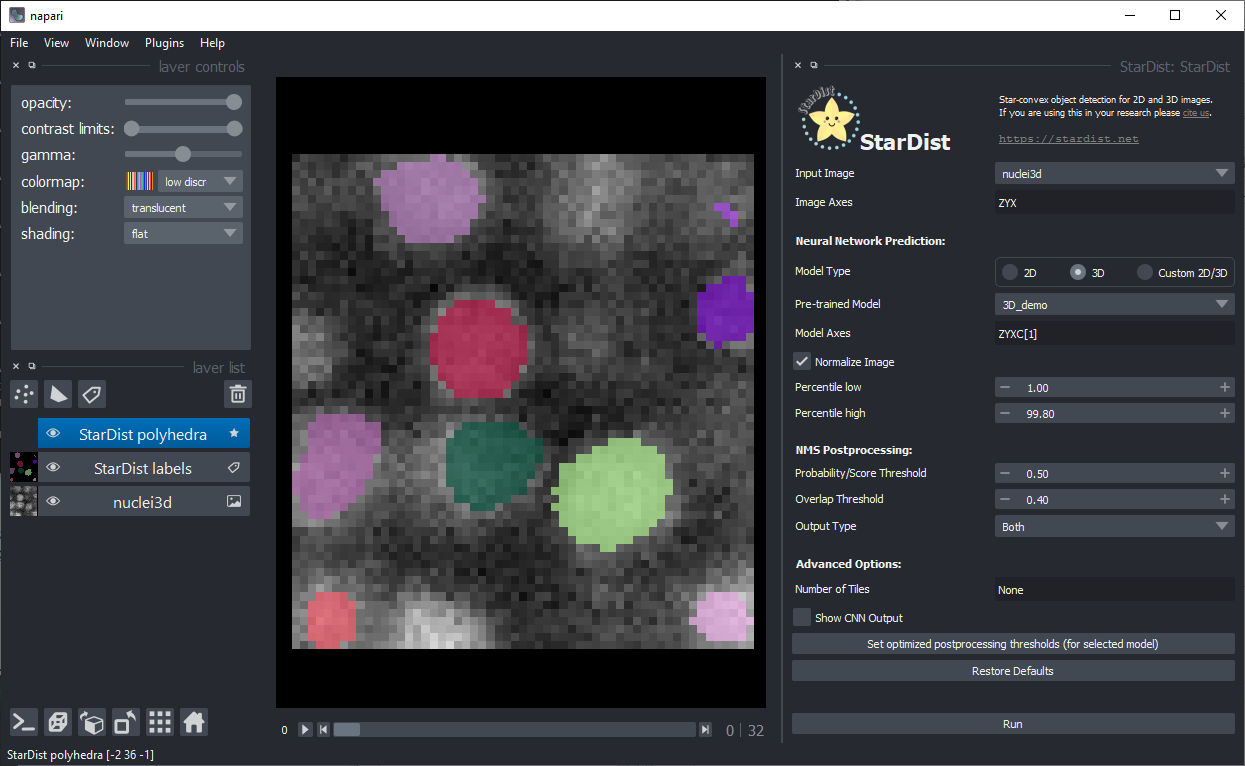 napari
File View Window Plugins Help
layer controls
opacity:
contrast limits:
gamma:
colormap: low discr
blending: translucent
shading: flat
layer list
StarDist polyhedra
StarDist labels
nuclei3d
StarDist polyhedra [-2 36 -1]
0
0 | 32
StarDist: StarDist
StarDist
StarDist
Star-convex object detection for 2D and 3D images.
If you are using this in your research please cite us.
https://stardist.net
Input Image nuclei3d
Image Axes ZYX
Neural Network Prediction:
Model Type 2D 3D Custom 2D/3D
Pre-trained Model 3D_demo
Model Axes ZYXC[1]
Normalize Image
Percentile low 1.00
Percentile high 99.80
NMS Postprocessing:
Probability/Score Threshold 0.50
Overlap Threshold 0.40
Output Type Both
Advanced Options:
Number of Tiles None
Show CNN Output
Set optimized postprocessing thresholds (for selected model)
Restore Defaults
Run